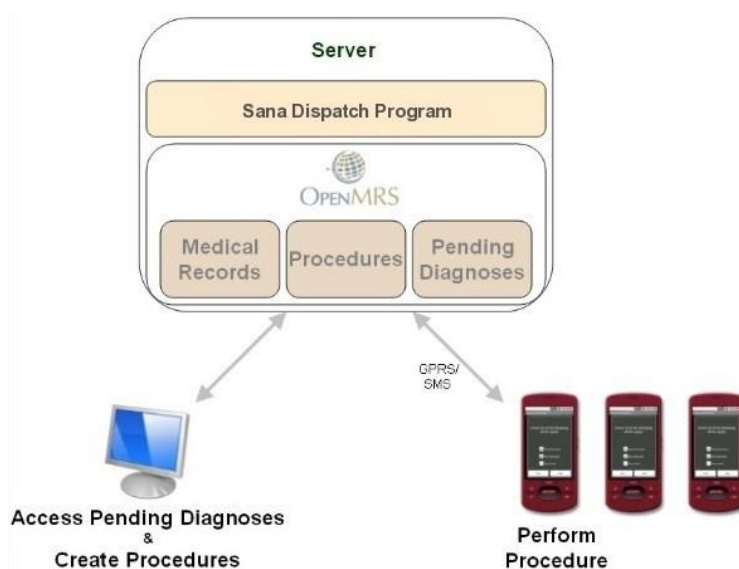 Server
Sana Dispatch Program
OPENMRS
Medical
Records
Procedures
Pending
Diagnoses
GPRS/
SMS
Access Pending Diagnoses
&
Create Procedures
Perform
Procedure